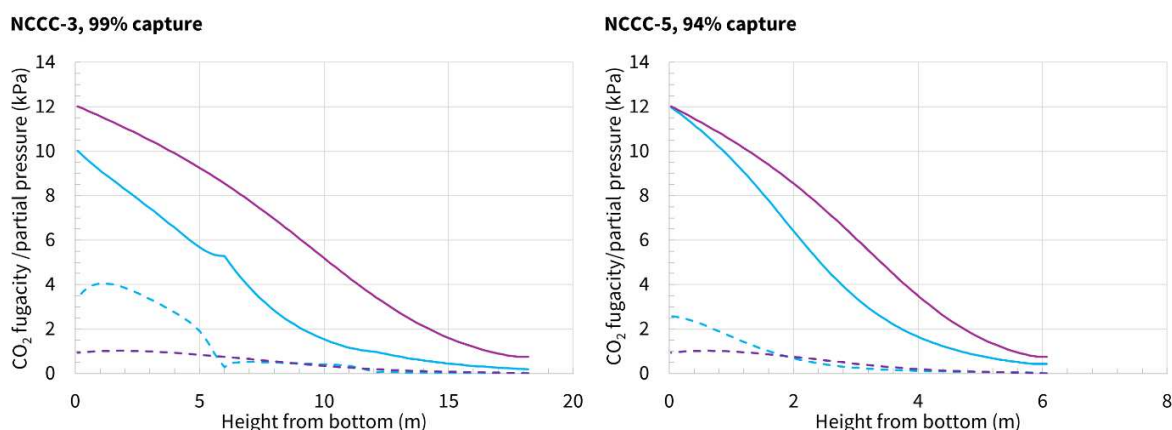 NCCC-3, 99% capture
CO₂ fugacity /partial pressure (kPa)
14
12
10
8
6
4
2
0
0 5 10 15 20
Height from bottom (m)
NCCC-5, 94% capture
CO₂ fugacity/partial pressure (kPa)
14
12
10
8
6
4
2
0
0 2 4 6 8
Height from bottom (m)